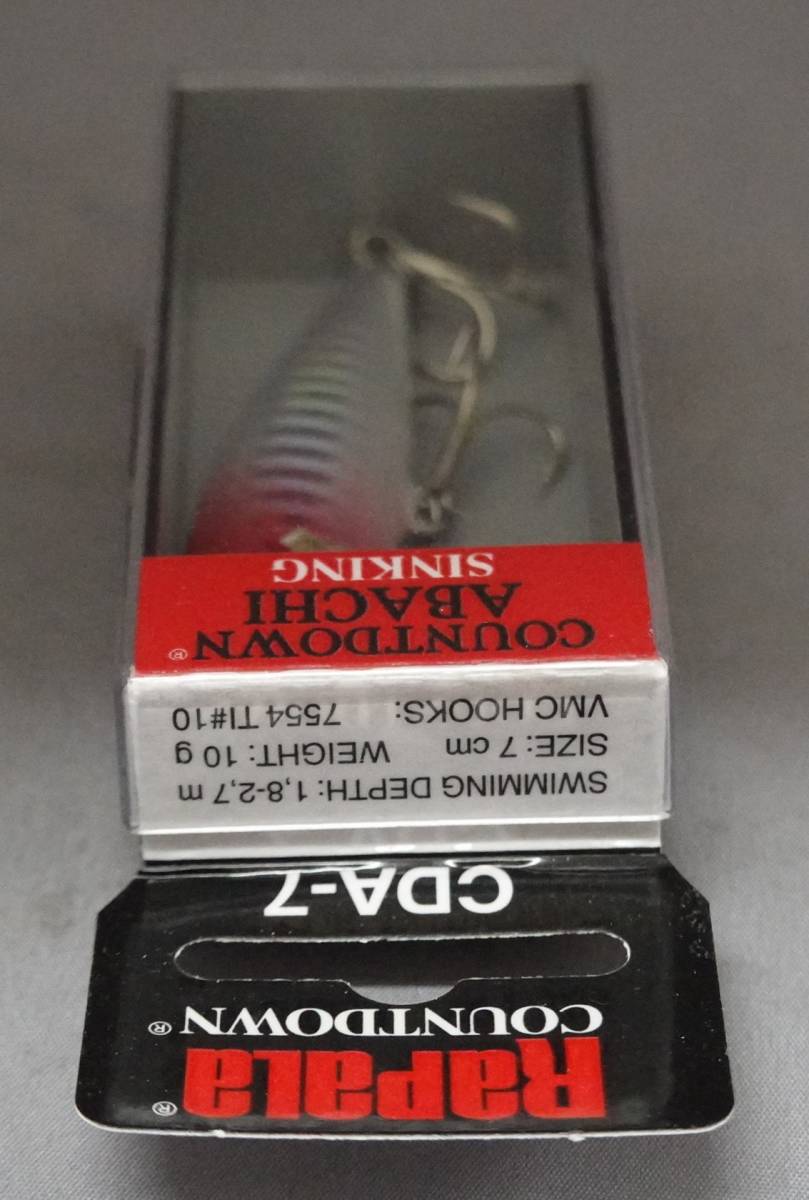 RAPALA®
COUNTDOWN®
CDA-7
SWIMMING DEPTH: 1,8-2,7 m
SIZE: 7 cm WEIGHT: 10 g
VMC HOOKS: 7554 TI#10
COUNTDOWN®
ABACHI
SINKING